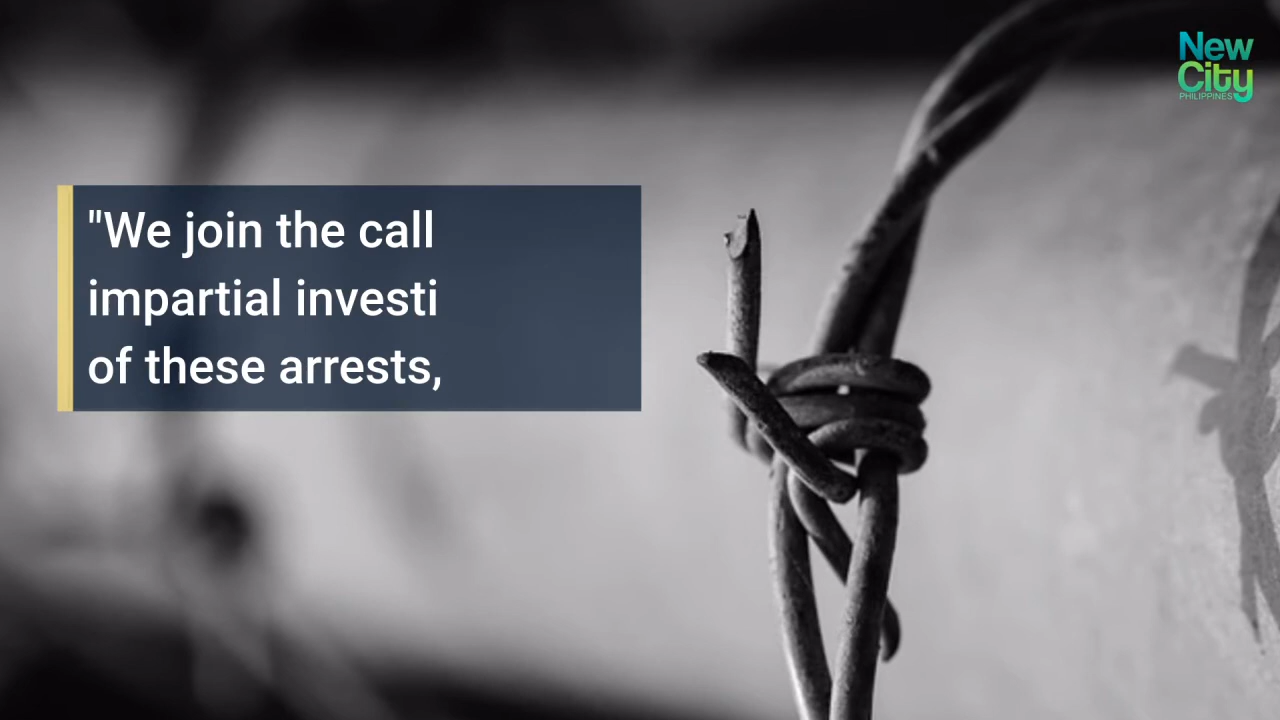 "We join the call
impartial investi
of these arrests,
New
City
PHILIPPINES